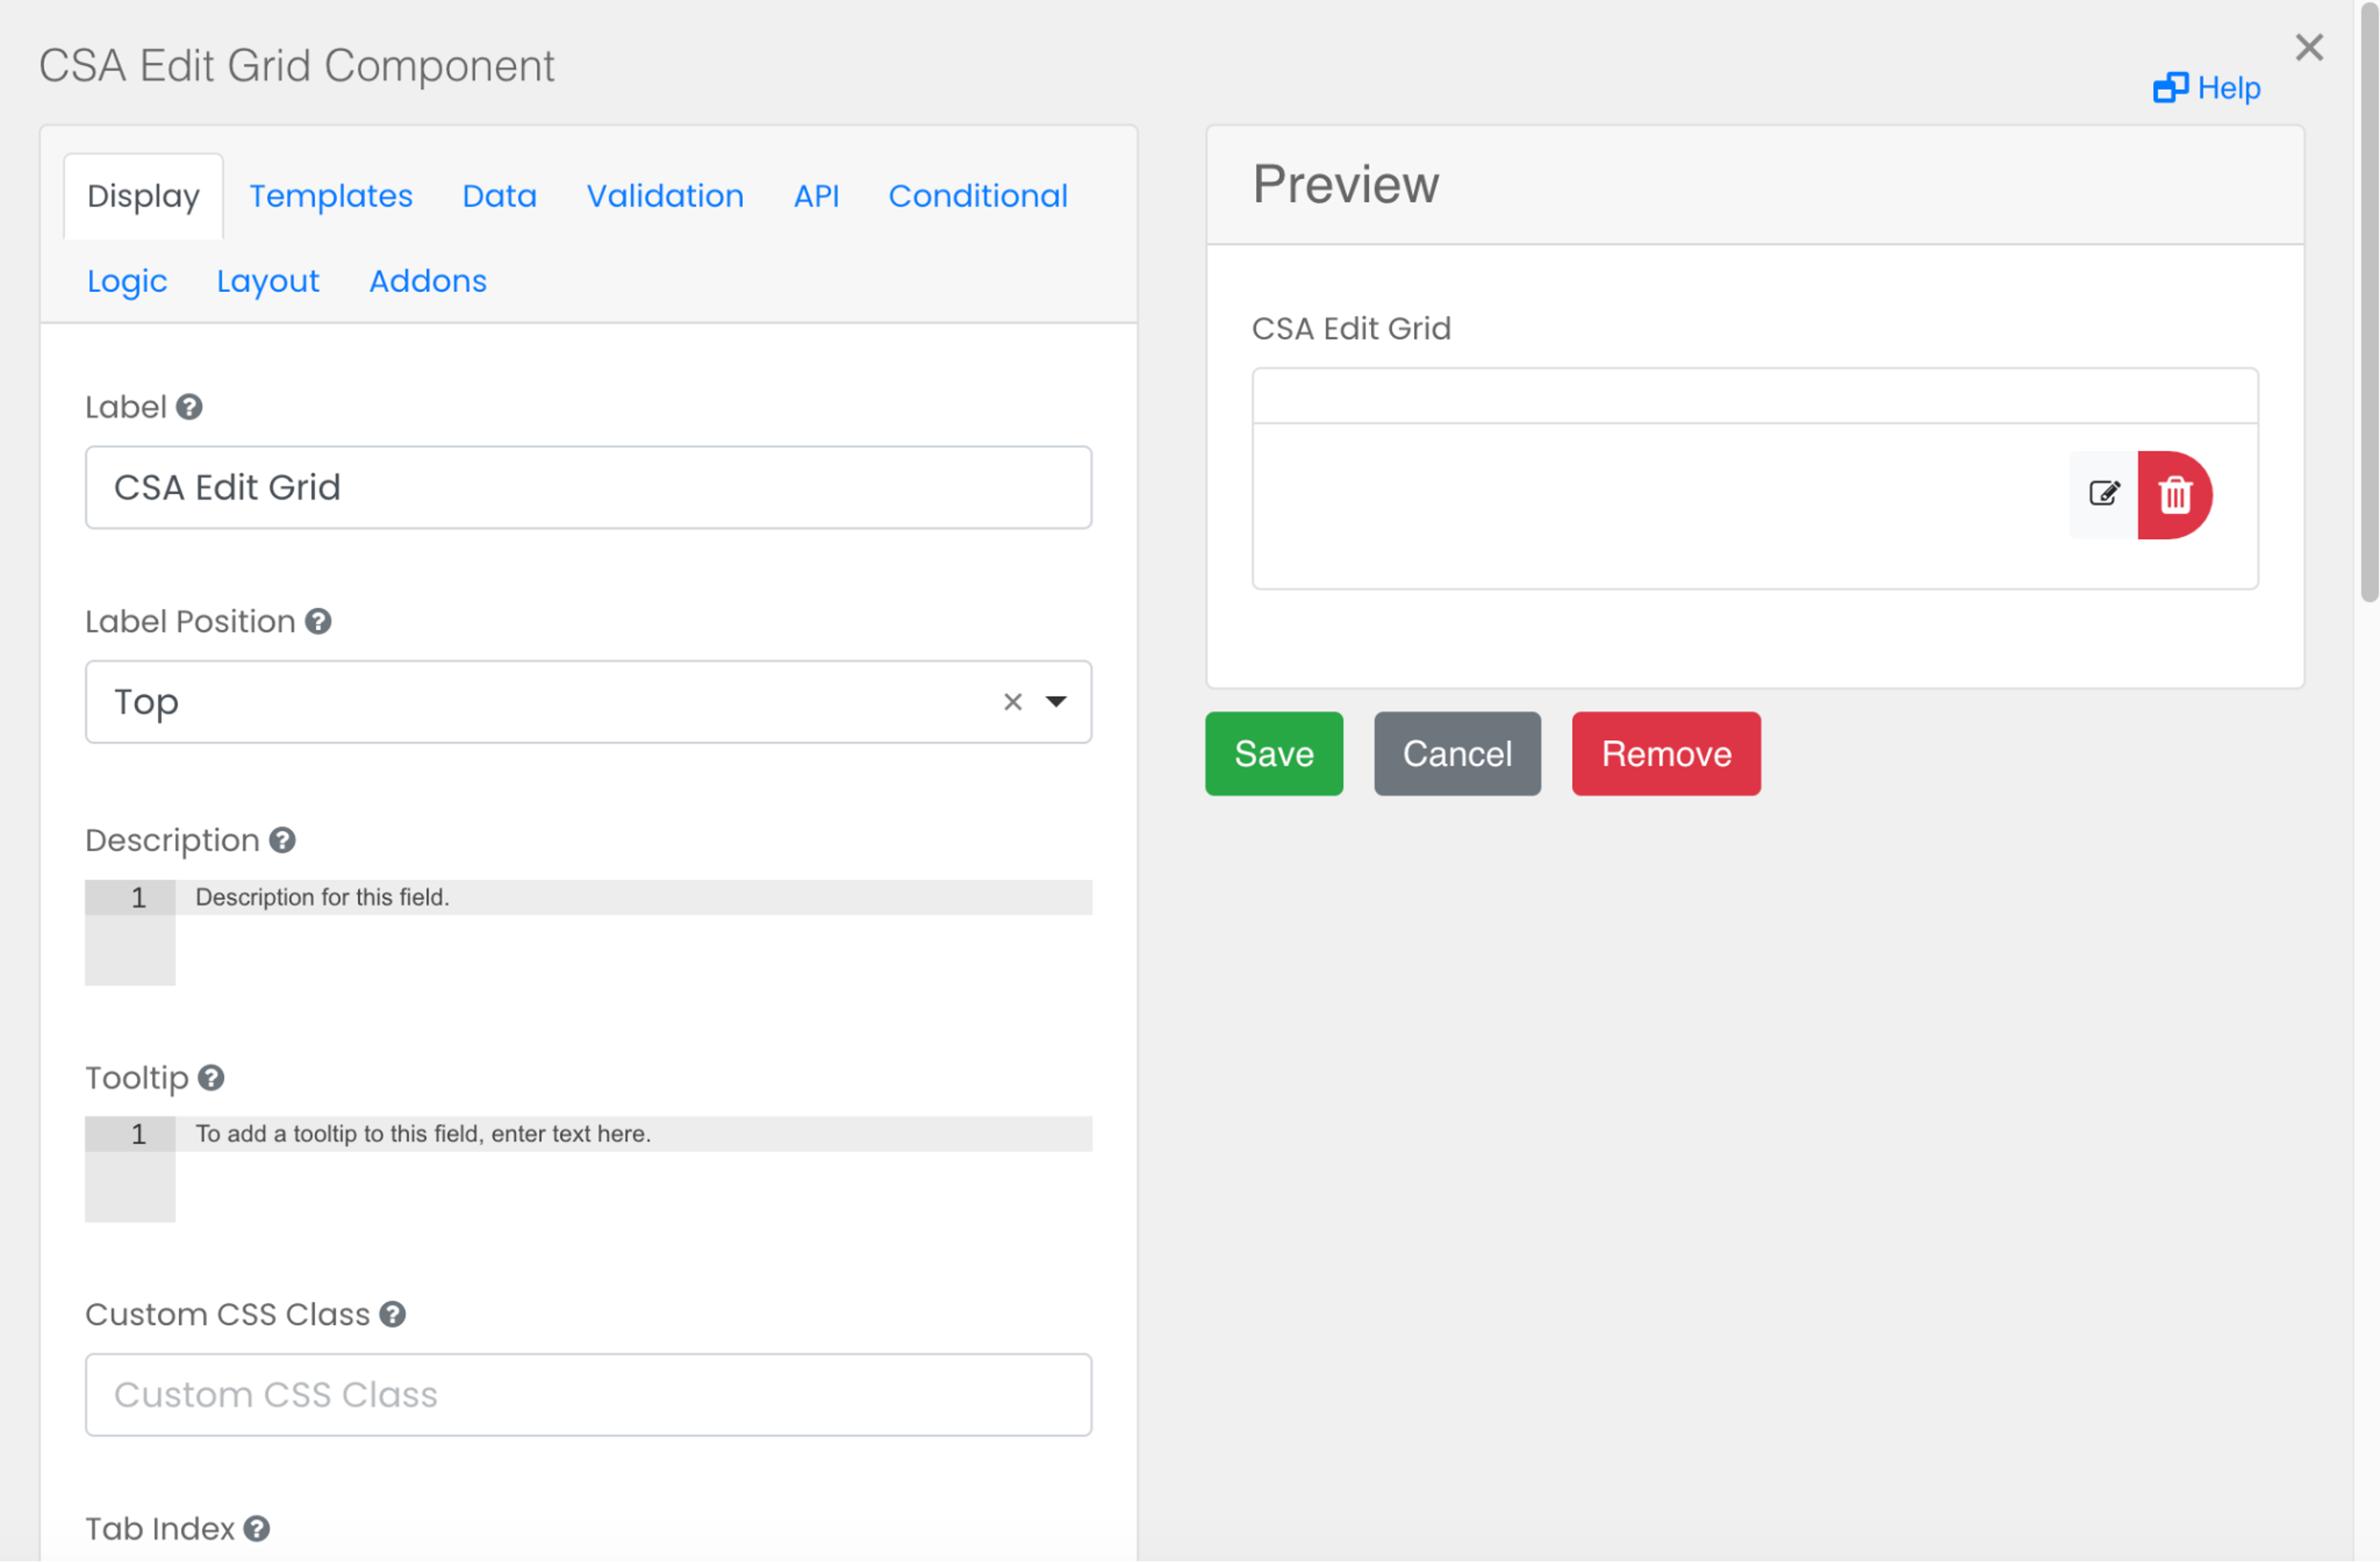 CSA Edit Grid Component
Help
Display Templates Data Validation API Conditional
Logic Layout Addons
Label
CSA Edit Grid
Label Position
Top
Description
1 Description for this field.
Tooltip
1 To add a tooltip to this field, enter text here.
Custom CSS Class
Custom CSS Class
Tab Index
Preview
CSA Edit Grid
Save Cancel Remove